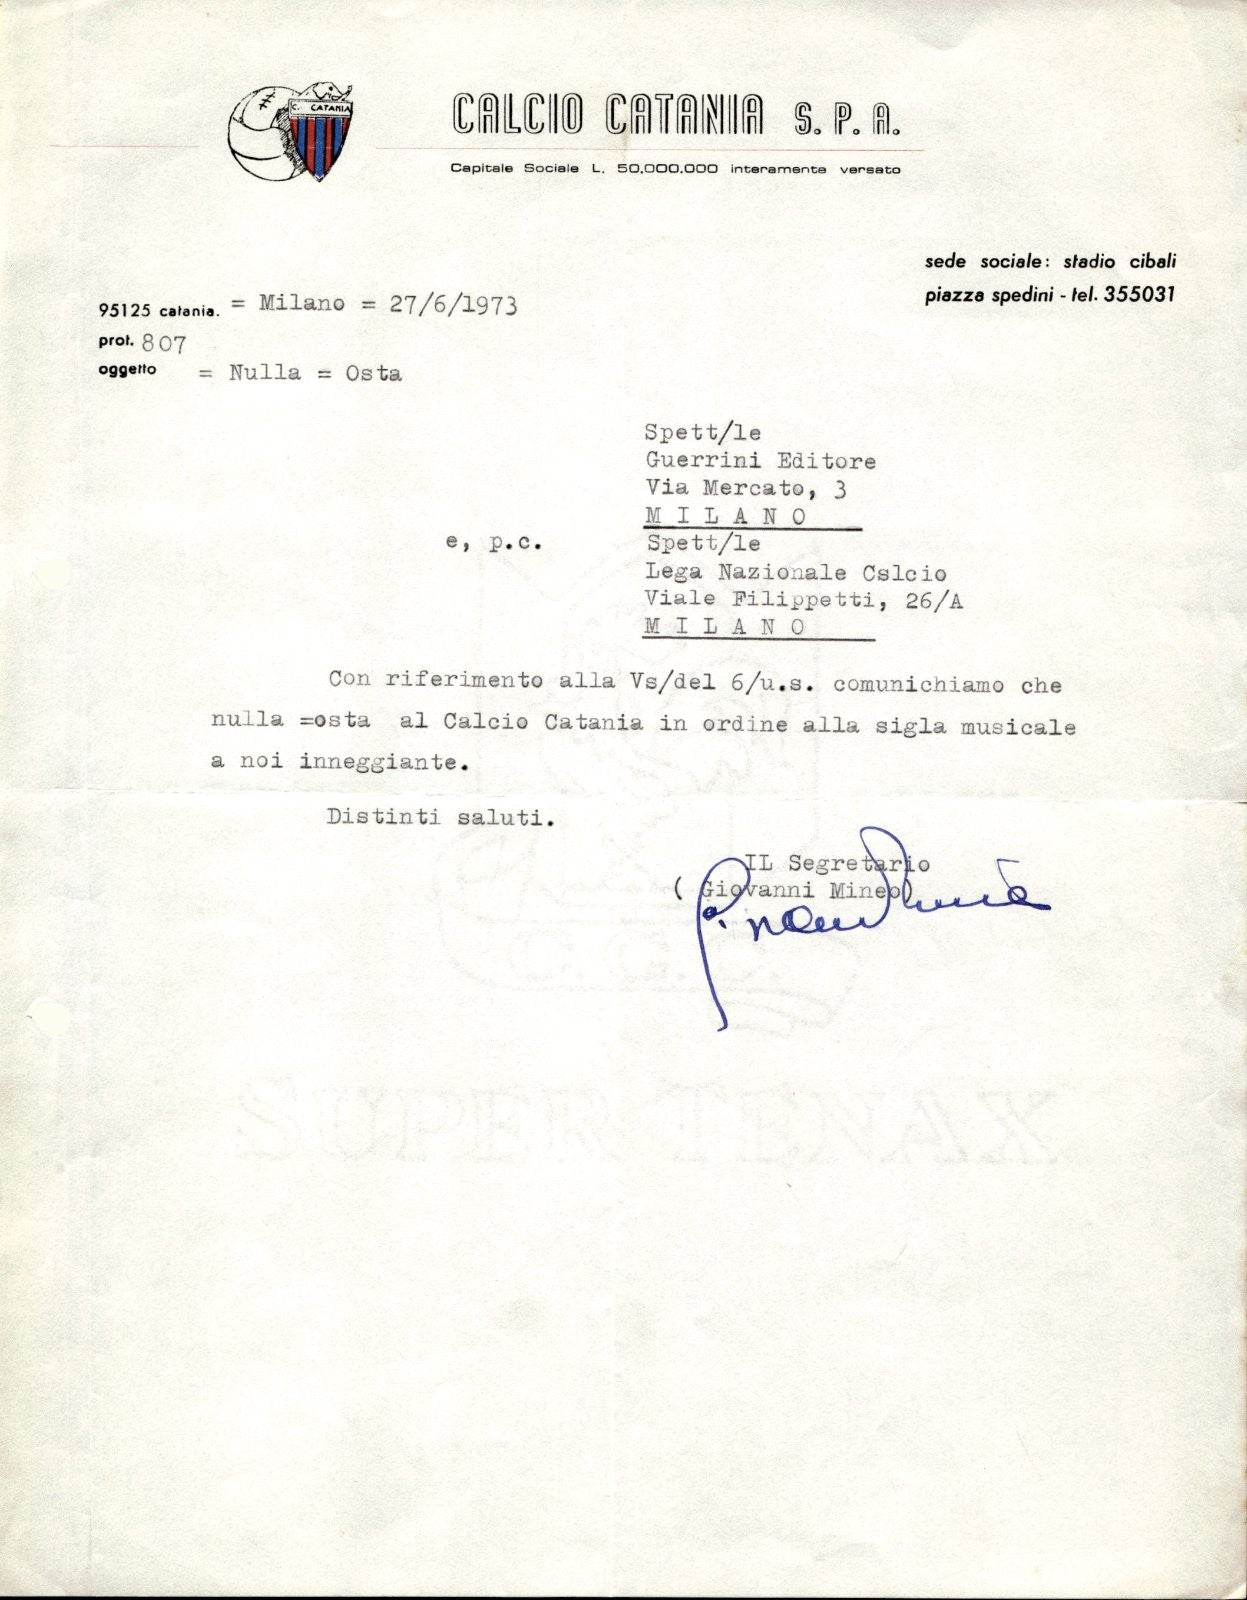 C. CATANIA
CALCIO CATANIA S. P. A.
Capitale Sociale L. 50.000.000 interamente versato
sede sociale: stadio cibali
piazza spedini - tel. 355031
95125 catania. = Milano = 27/6/1973
prot. 807
oggetto = Nulla = Osta
Spett/le
Guerrini Editore
Via Mercato, 3
M I L A N O
e, p.c. Spett/le
Lega Nazionale Cslcio
Viale Filippetti, 26/A
M I L A N O
Con riferimento alla Vs/del 6/u.s. comunichiamo che
nulla =osta al Calcio Catania in ordine alla sigla musicale
a noi inneggiante.
Distinti saluti.
IL Segretario
( Giovanni Mineo)
SUPER TENAX